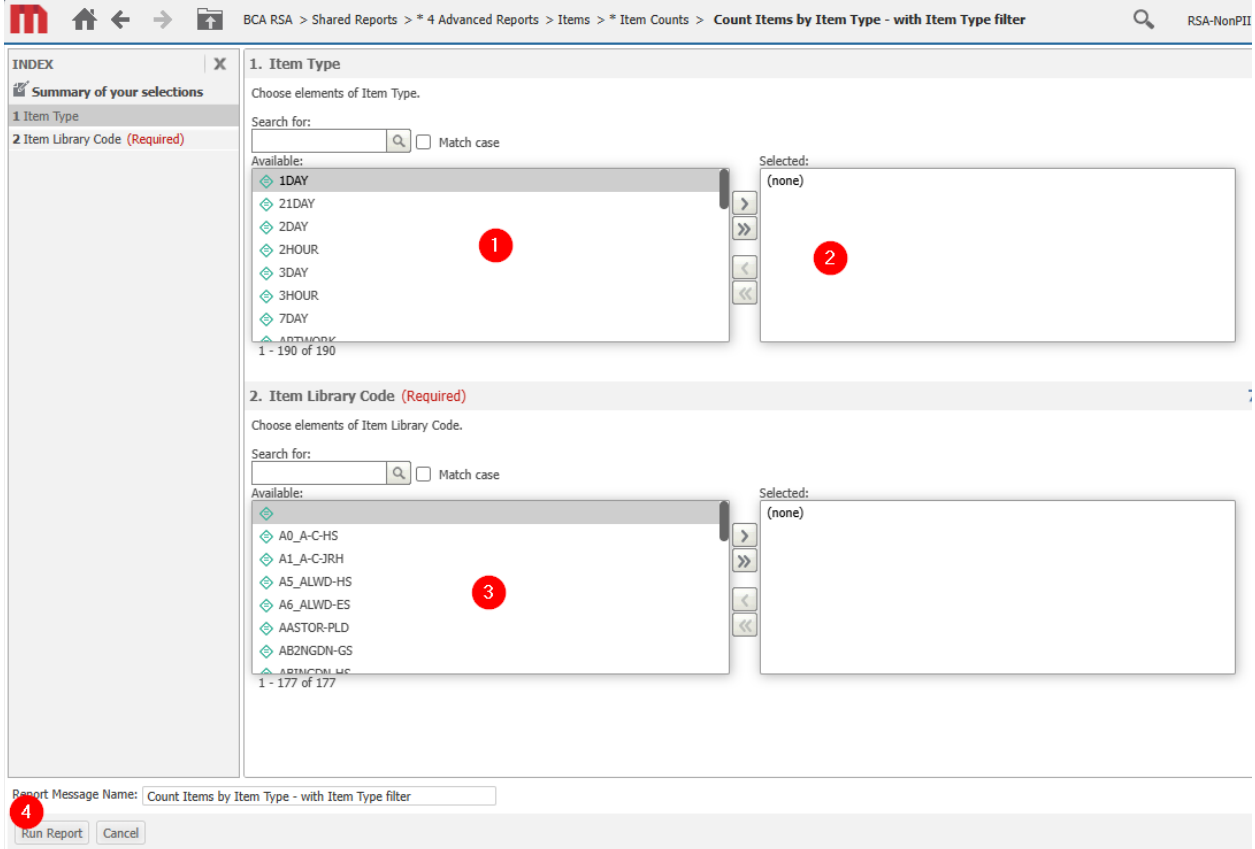 BCA RSA > Shared Reports > * 4 Advanced Reports > Items > * Item Counts > Count Items by Item Type - with Item Type filter
RSA-NonPII
INDEX X
Summary of your selections
1 Item Type
2 Item Library Code (Required)
1. Item Type
Choose elements of Item Type.
Search for:
Match case
Available:
1DAY
21DAY
2DAY
2HOUR
3DAY
3HOUR
7DAY
ARTWORK
1 - 190 of 190
1
Selected:
(none)
2
2. Item Library Code (Required)
Choose elements of Item Library Code.
Search for:
Match case
Available:
A0_A-C-HS
A1_A-C-JRH
A5_ALWD-HS
A6_ALWD-ES
AASTOR-PLD
AB2NGDN-GS
ABINGDN-HS
1 - 177 of 177
3
Selected:
(none)
Report Message Name: Count Items by Item Type - with Item Type filter
4
Run Report Cancel